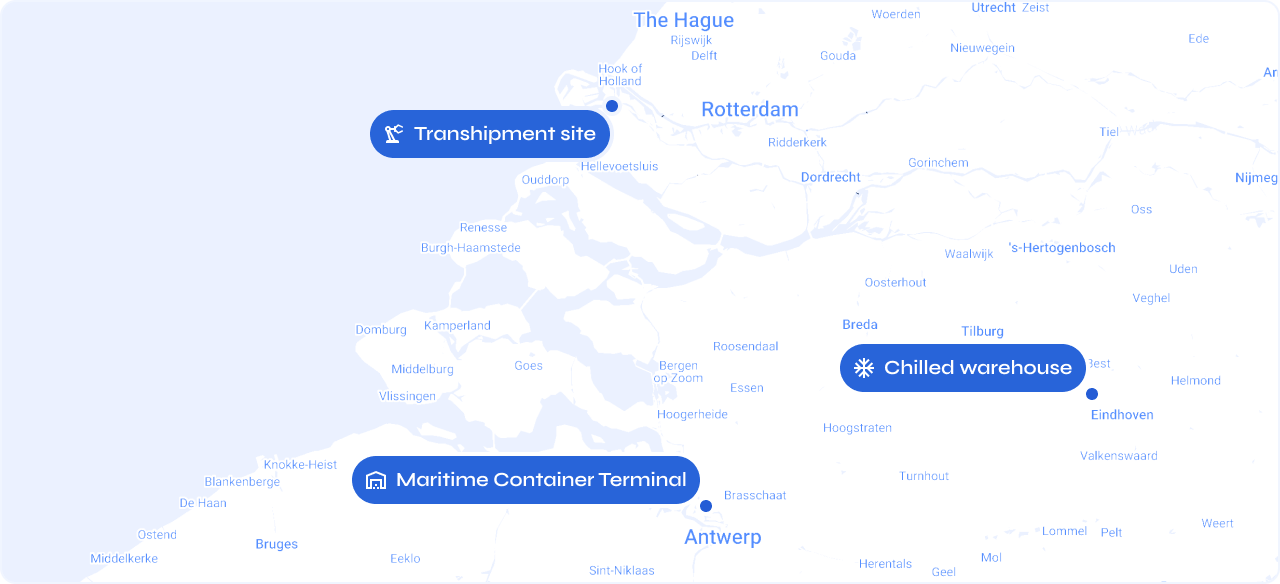 The Hague
Woerden
Utrecht
Zeist
Rijswijk
Delft
Gouda
Nieuwegein
Ede
Hook of
Holland
Rotterdam
Transhipment site
Ridderkerk
Tiel
Hellevoetsluis
Gorinchem
Ouddorp
Dordrecht
Nijmeg
Oss
Renesse
Burgh-Haamstede
Waalwijk
's-Hertogenbosch
Oosterhout
Uden
Veghel
Domburg
Kamperland
Breda
Tilburg
Roosendaal
Middelburg
Goes
Bergen
op Zoom
Chilled warehouse
Best
Helmond
Essen
Vlissingen
Hoogerheide
Eindhoven
Hoogstraten
Valkenswaard
Knokke-Heist
Blankenberge
Maritime Container Terminal
Turnhout
De Haan
Brasschaat
Ostend
Antwerp
Lommel
Pelt
Weert
Bruges
Middelkerke
Eeklo
Sint-Niklaas
Herentals
Geel
Mol